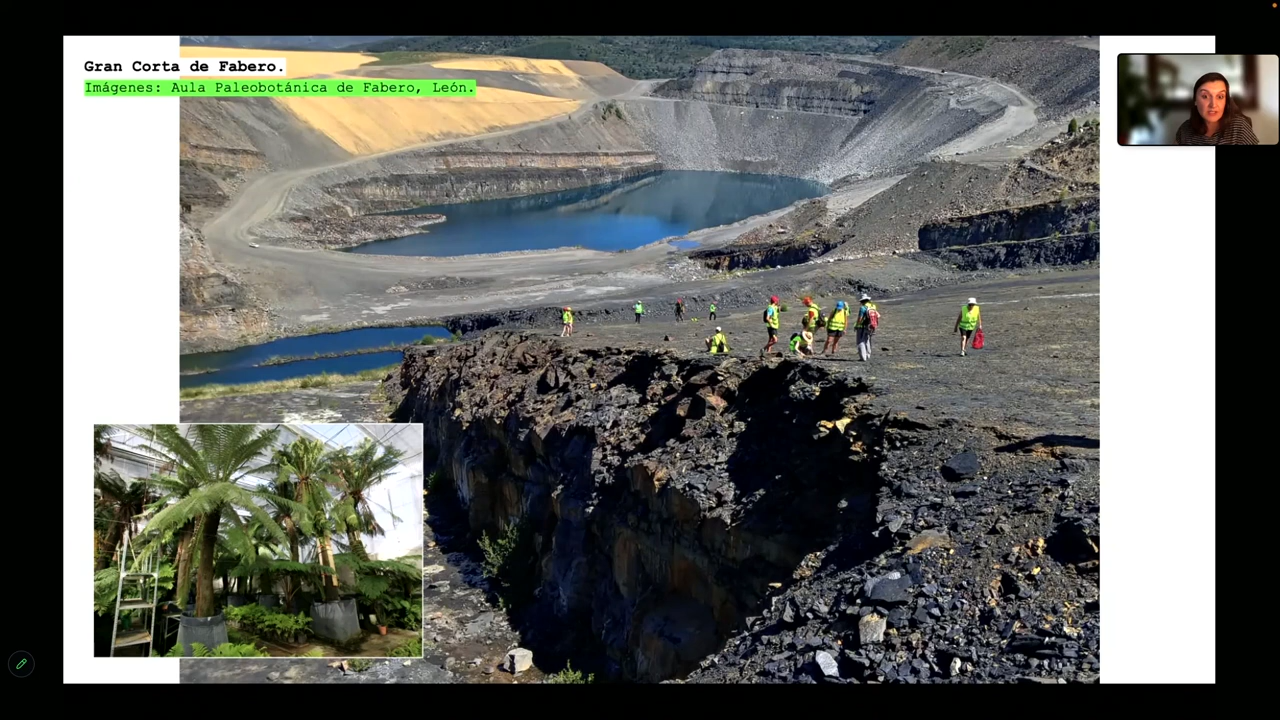 Gran Corta de Fabero.
Imágenes: Aula Paleobotánica de Fabero, León.